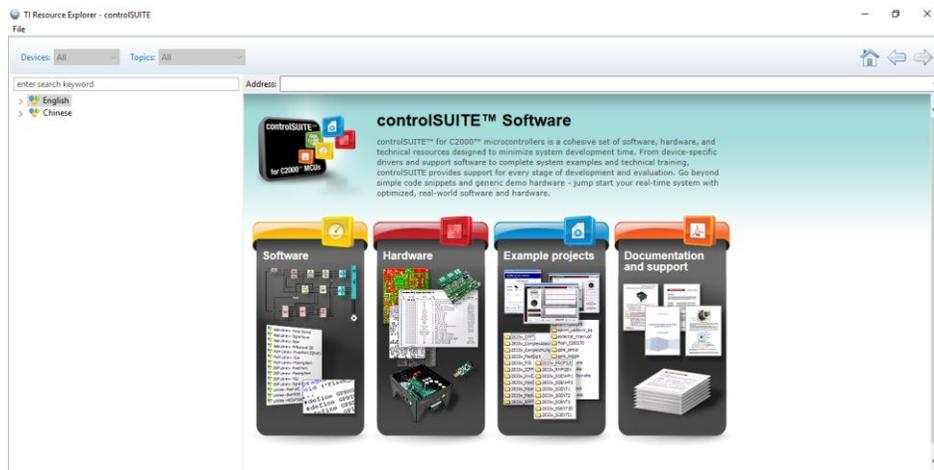 TI Resource Explorer - controlSUITE
File
Devices: All Topics: All
enter search keyword
Address:
English
Chinese
controlSUITE™
for C2000™ MCUs
controlSUITE™ Software
controlSUITE™ for C2000™ microcontrollers is a cohesive set of software, hardware, and
technical resources designed to minimize system development time. From device-specific
drivers and support software to complete system examples and technical training,
controlSUITE provides support for every stage of development and evaluation. Go beyond
simple code snippets and generic demo hardware - jump start your real-time system with
optimized, real-world software and hardware.
Software
Hardware
Example projects
Documentation
and support
#define
#define